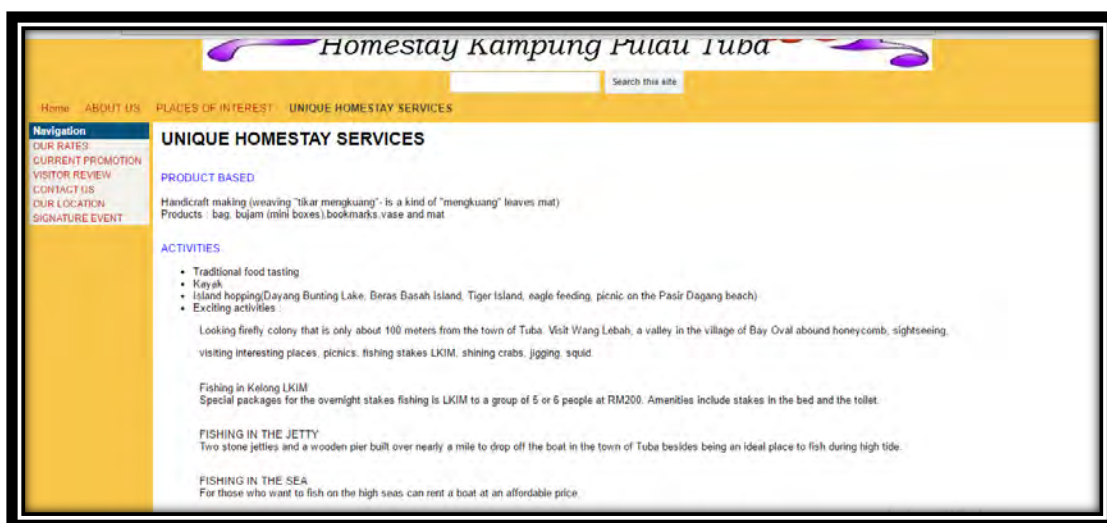 Homestay Kampung Pulau Tuba
Search this site
Home ABOUT US PLACES OF INTEREST UNIQUE HOMESTAY SERVICES
Navigation
OUR RATES
CURRENT PROMOTION
VISITOR REVIEW
CONTACT US
OUR LOCATION
SIGNATURE EVENT
UNIQUE HOMESTAY SERVICES
PRODUCT BASED
Handicraft making (weaving "tikar mengkuang"- is a kind of "mengkuang" leaves mat)
Products : bag, bujam (mini boxes),bookmarks,vase and mat
ACTIVITIES
• Traditional food tasting
• Kayak
• Island hopping(Dayang Bunting Lake, Beras Basah Island, Tiger Island, eagle feeding, picnic on the Pasir Dagang beach)
• Exciting activities :
Looking firefly colony that is only about 100 meters from the town of Tuba. Visit Wang Lebah, a valley in the village of Bay Oval abound honeycomb, sightseeing,
visiting interesting places, picnics, fishing stakes LKIM, shining crabs, jigging, squid.
Fishing in Kelong LKIM
Special packages for the overnight stakes fishing is LKIM to a group of 5 or 6 people at RM200. Amenities include stakes in the bed and the toilet.
FISHING IN THE JETTY
Two stone jetties and a wooden pier built over nearly a mile to drop off the boat in the town of Tuba besides being an ideal place to fish during high tide.
FISHING IN THE SEA
For those who want to fish on the high seas can rent a boat at an affordable price.